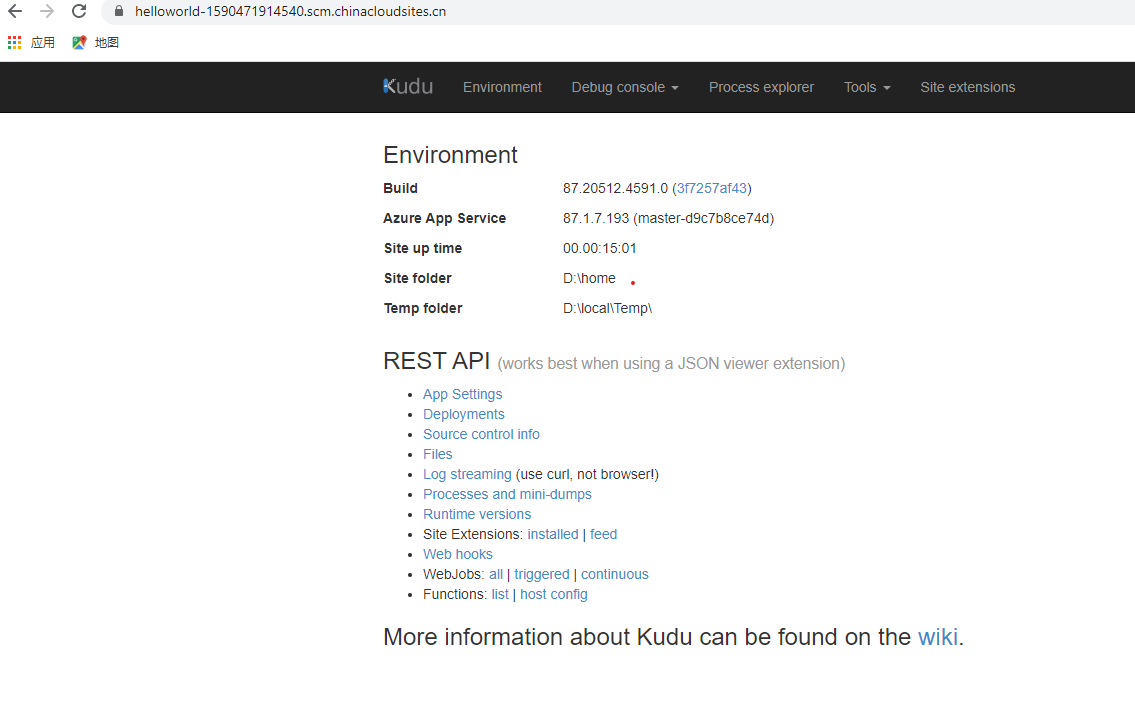 helloworld-1590471914540.scm.chinacloudsites.cn
应用 地图
Kudu Environment Debug console Process explorer Tools Site extensions
Environment
Build 87.20512.4591.0 (3f7257af43)
Azure App Service 87.1.7.193 (master-d9c7b8ce74d)
Site up time 00.00:15:01
Site folder D:\home
Temp folder D:\local\Temp\
REST API (works best when using a JSON viewer extension)
App Settings
Deployments
Source control info
Files
Log streaming (use curl, not browser!)
Processes and mini-dumps
Runtime versions
Site Extensions: installed | feed
Web hooks
WebJobs: all | triggered | continuous
Functions: list | host config
More information about Kudu can be found on the wiki.